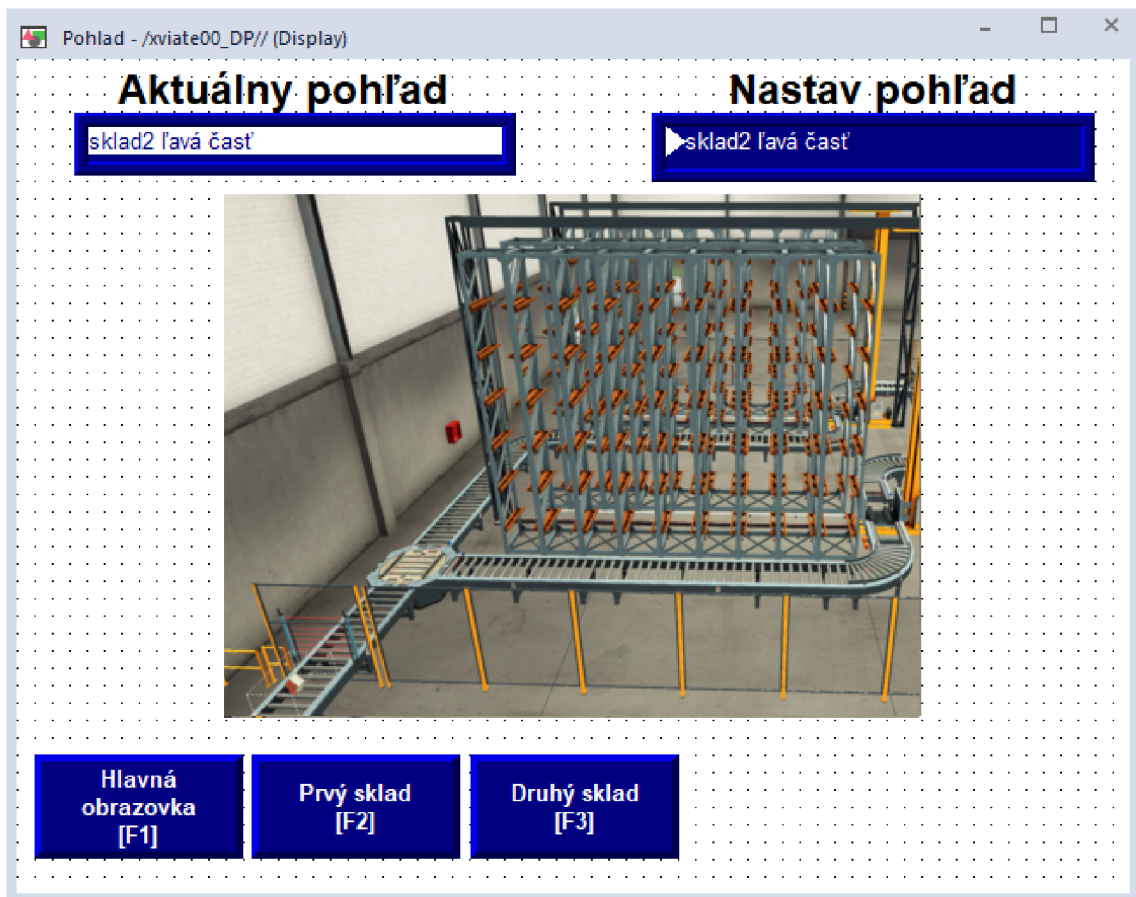 Pohlad - /xviate00_DP// (Display)
Aktuálny pohľad
Nastav pohľad
sklad2 ľavá časť
sklad2 ľavá časť
Hlavná
obrazovka
[F1]
Prvý sklad
[F2]
Druhý sklad
[F3]